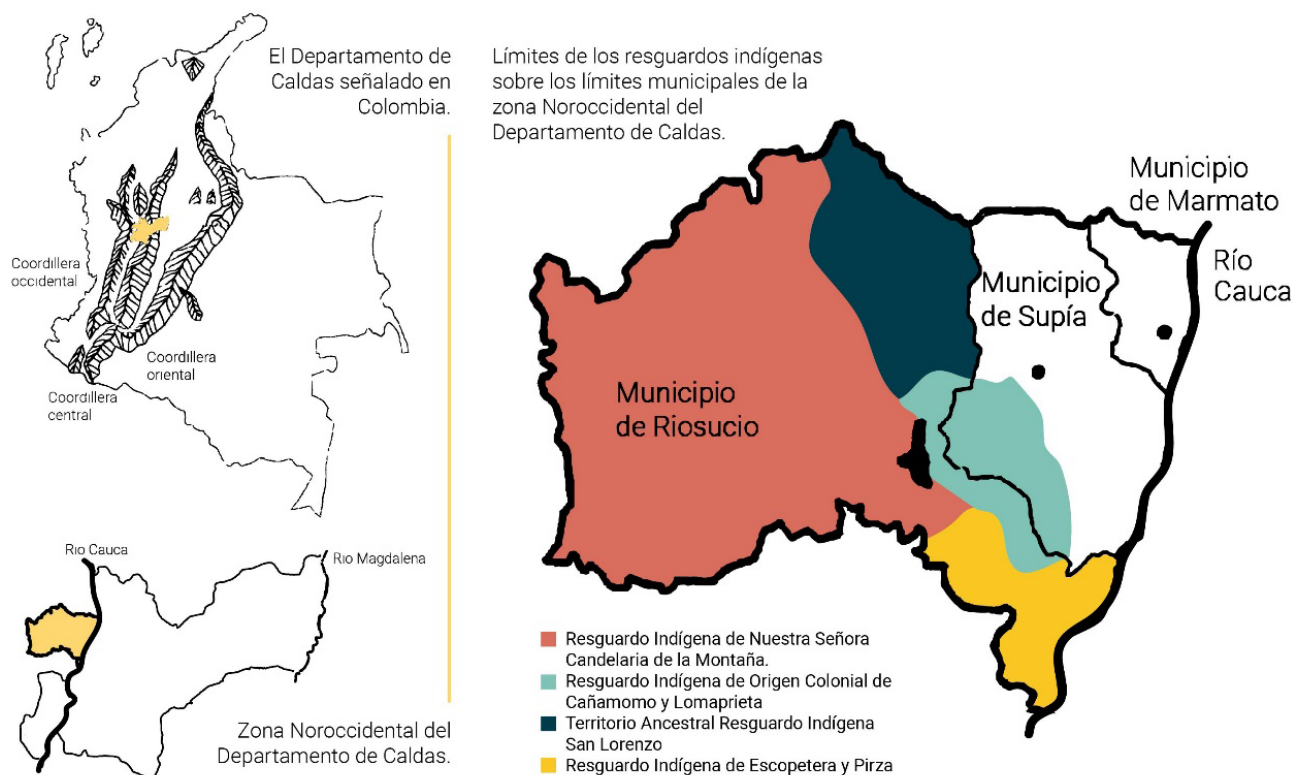 El Departamento de
Caldas señalado en
Colombia.
Coordillera
occidental
Coordillera
oriental
Coordillera
central
Río Cauca
Río Magdalena
Zona Noroccidental del
Departamento de Caldas.
Límites de los resguardos indígenas
sobre los límites municipales de la
zona Noroccidental del
Departamento de Caldas.
Municipio
de Marmato
Río
Cauca
Municipio
de Supía
Municipio
de Riosucio
Resguardo Indígena de Nuestra Señora
Candelaria de la Montaña.
Resguardo Indígena de Origen Colonial de
Cañamomo y Lomaprieta
Territorio Ancestral Resguardo Indígena
San Lorenzo
Resguardo Indígena de Escopetera y Pirza